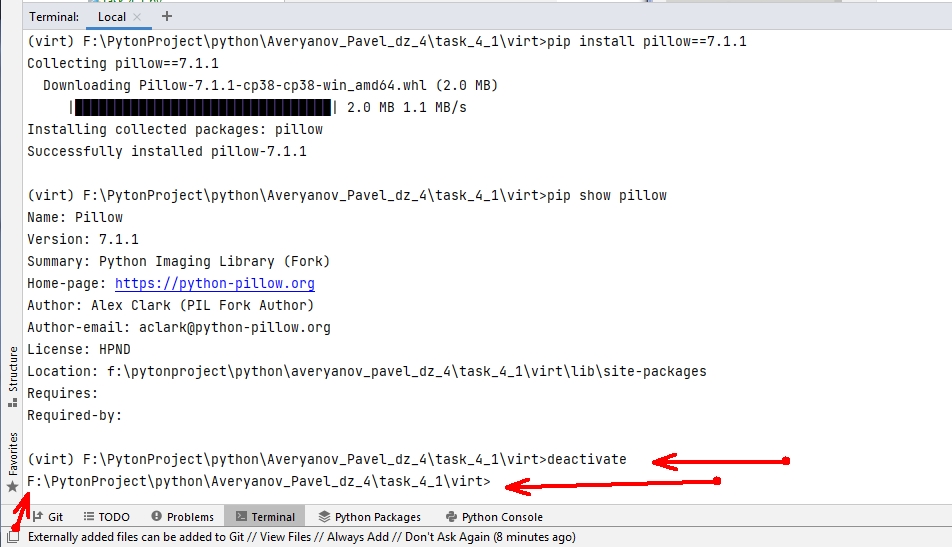 Terminal: Local × +
(virt) F:\PytonProject\python\Averyanov_Pavel_dz_4\task_4_1\virt>pip install pillow==7.1.1
Collecting pillow==7.1.1
Downloading Pillow-7.1.1-cp38-cp38-win_amd64.whl (2.0 MB)
|████████████████████████████████| 2.0 MB 1.1 MB/s
Installing collected packages: pillow
Successfully installed pillow-7.1.1
(virt) F:\PytonProject\python\Averyanov_Pavel_dz_4\task_4_1\virt>pip show pillow
Name: Pillow
Version: 7.1.1
Summary: Python Imaging Library (Fork)
Home-page: https://python-pillow.org
Author: Alex Clark (PIL Fork Author)
Author-email: aclark@python-pillow.org
License: HPND
Location: f:\pytonproject\python\averyanov_pavel_dz_4\task_4_1\virt\lib\site-packages
Requires:
Required-by:
(virt) F:\PytonProject\python\Averyanov_Pavel_dz_4\task_4_1\virt>deactivate
F:\PytonProject\python\Averyanov_Pavel_dz_4\task_4_1\virt>
Structure
Favorites
Git TODO Problems Terminal Python Packages Python Console
Externally added files can be added to Git // View Files // Always Add // Don't Ask Again (8 minutes ago)